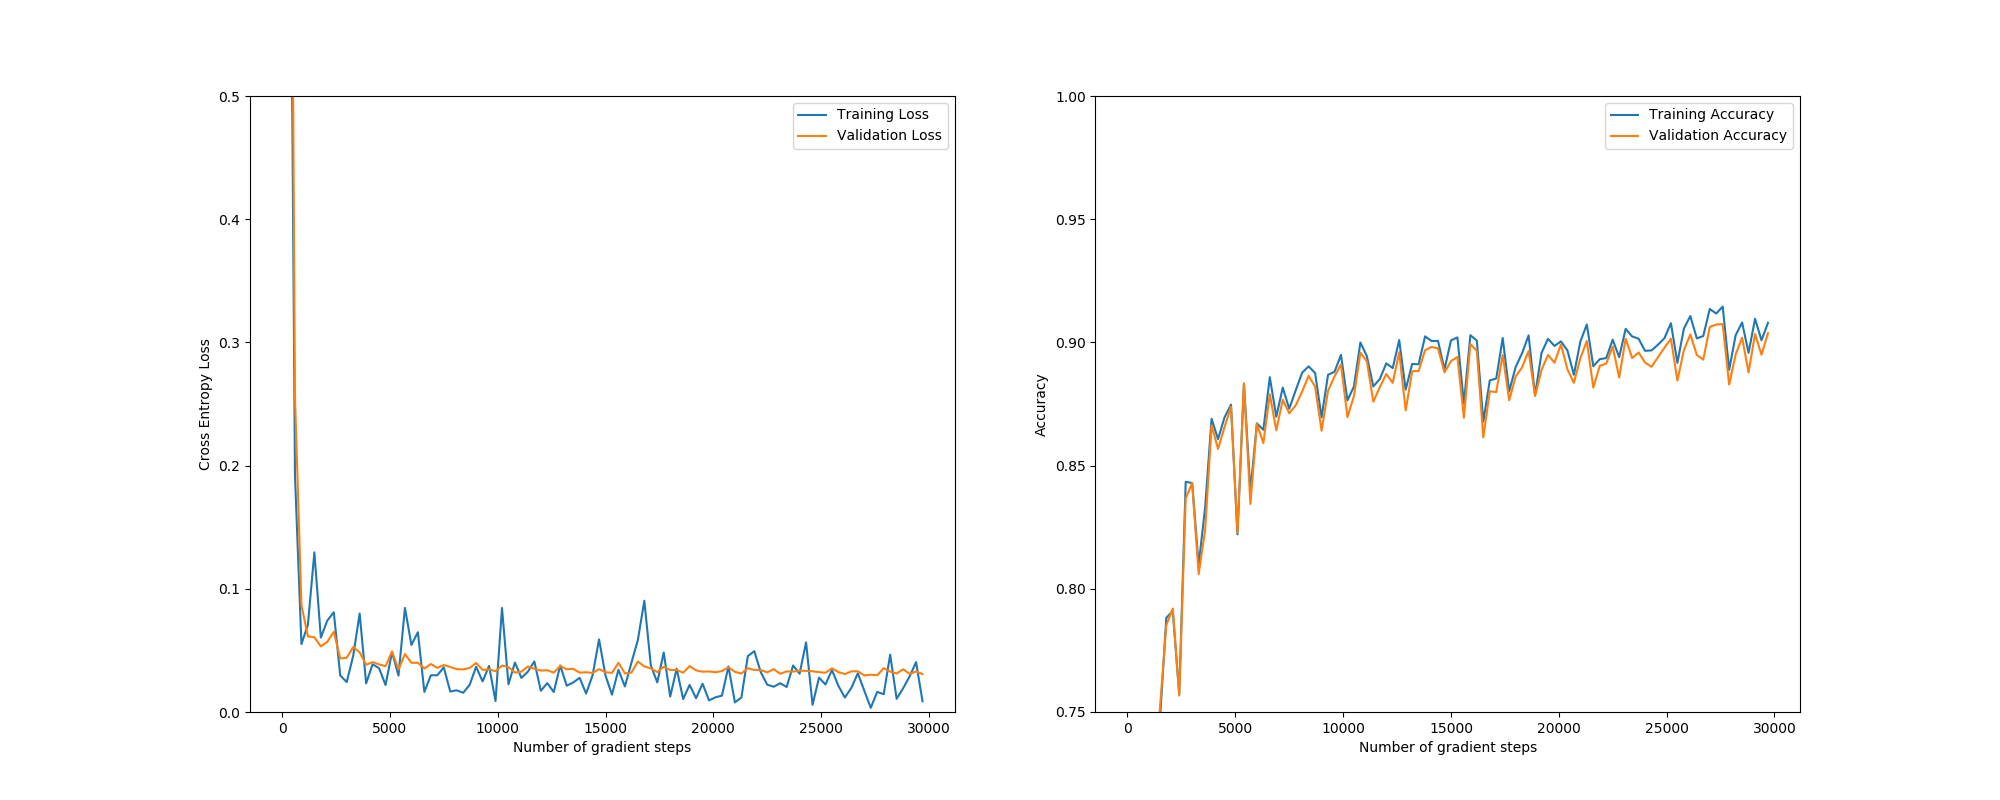 0.5
0.4
0.3
0.2
0.1
0.0
Cross Entropy Loss
Training Loss
Validation Loss
0 5000 10000 15000 20000 25000 30000
Number of gradient steps
1.00
0.95
0.90
0.85
0.80
0.75
Accuracy
Training Accuracy
Validation Accuracy
0 5000 10000 15000 20000 25000 30000
Number of gradient steps